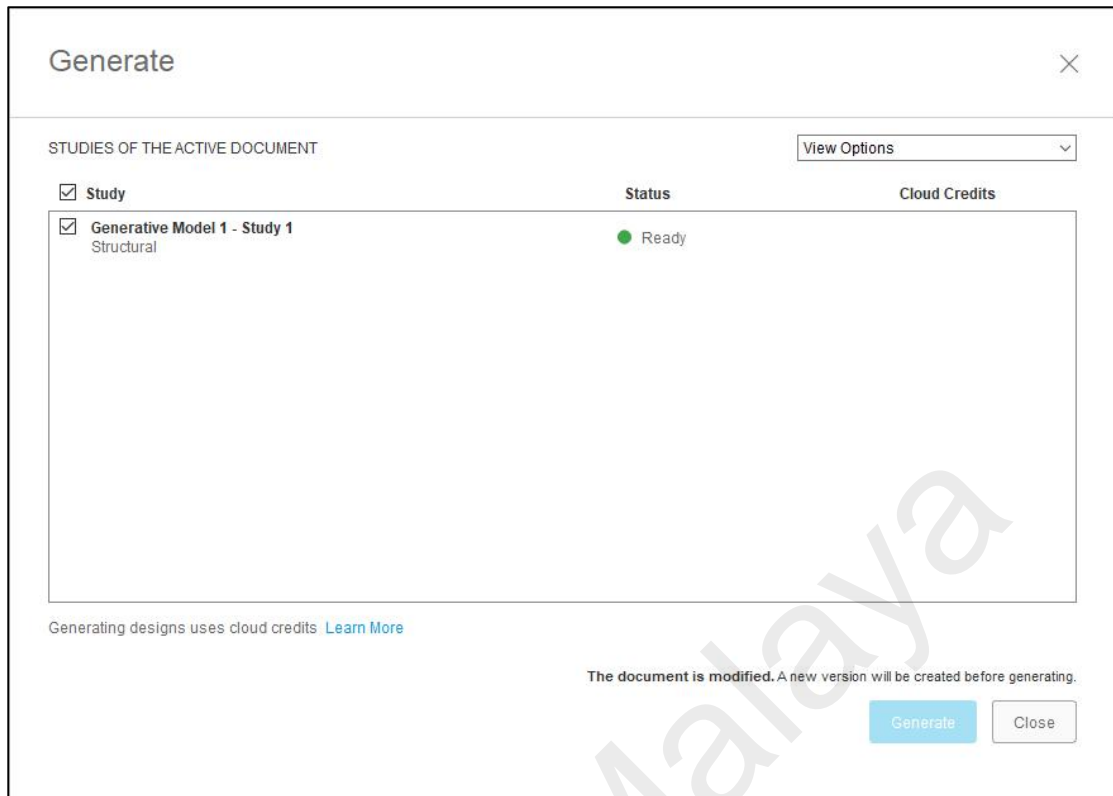 Generate
STUDIES OF THE ACTIVE DOCUMENT
View Options
Study Status Cloud Credits
Generative Model 1 - Study 1
Ready
Structural
Generating designs uses cloud credits Learn More
The document is modified. A new version will be created before generating.
Generate Close
Malaya